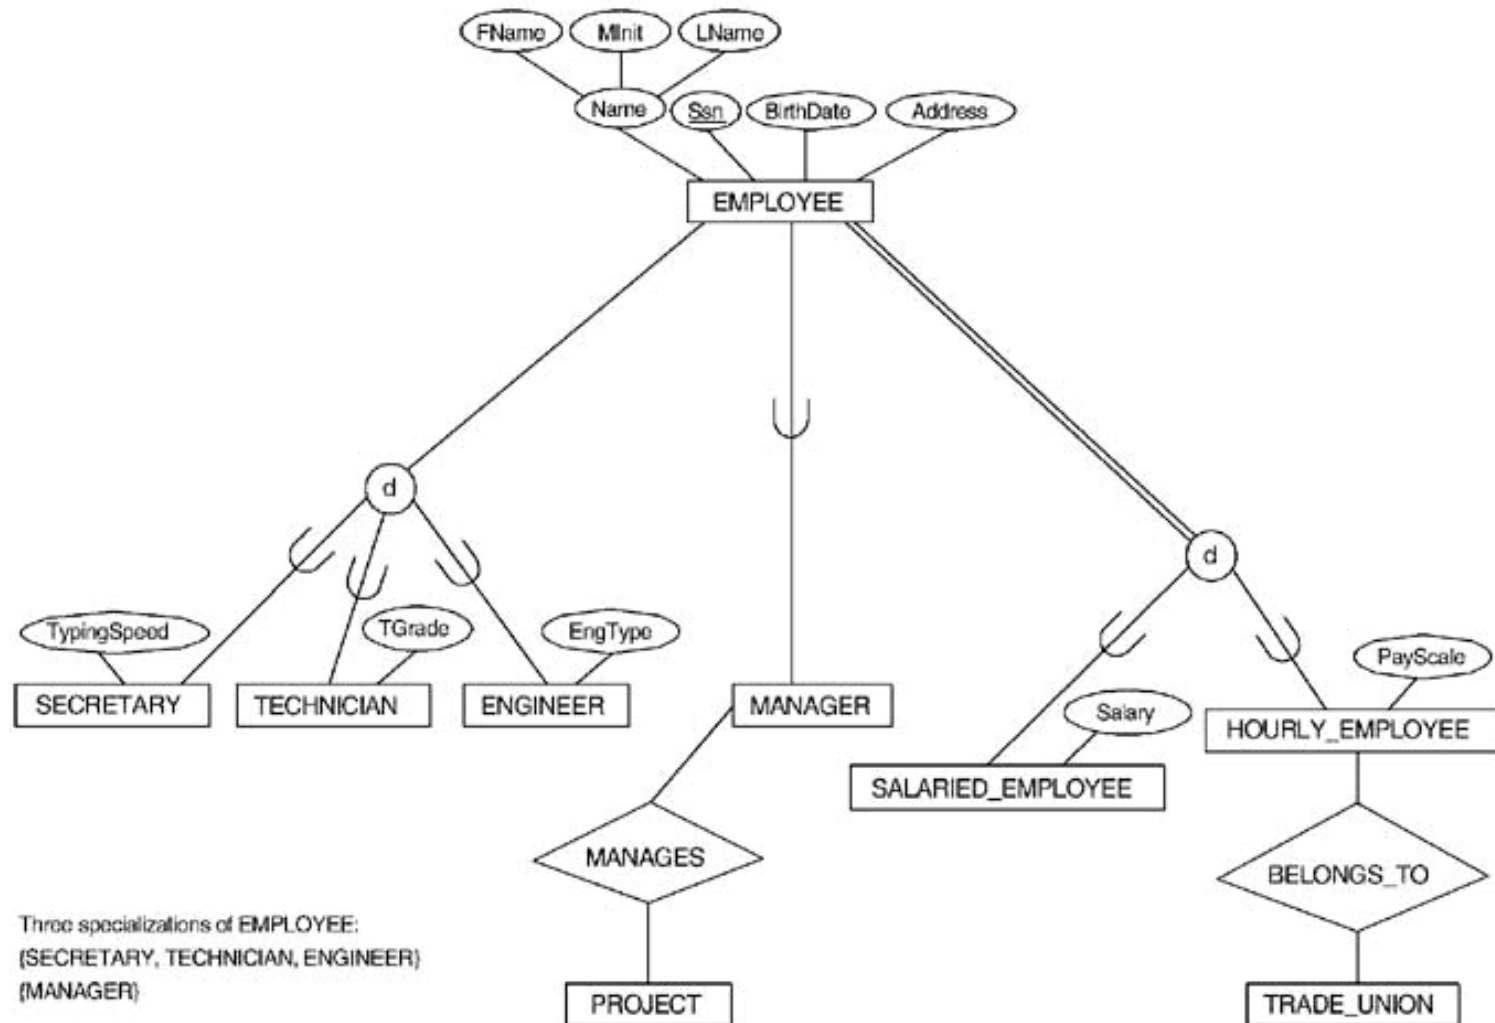 FName MInit LName
Name Ssn BirthDate Address
EMPLOYEE
d
d
TypingSpeed TGrade EngType
PayScale
SECRETARY TECHNICIAN ENGINEER MANAGER
Salary
HOURLY_EMPLOYEE
SALARIED_EMPLOYEE
MANAGES
BELONGS_TO
Three specializations of EMPLOYEE:
{SECRETARY, TECHNICIAN, ENGINEER}
{MANAGER}
PROJECT
TRADE_UNION